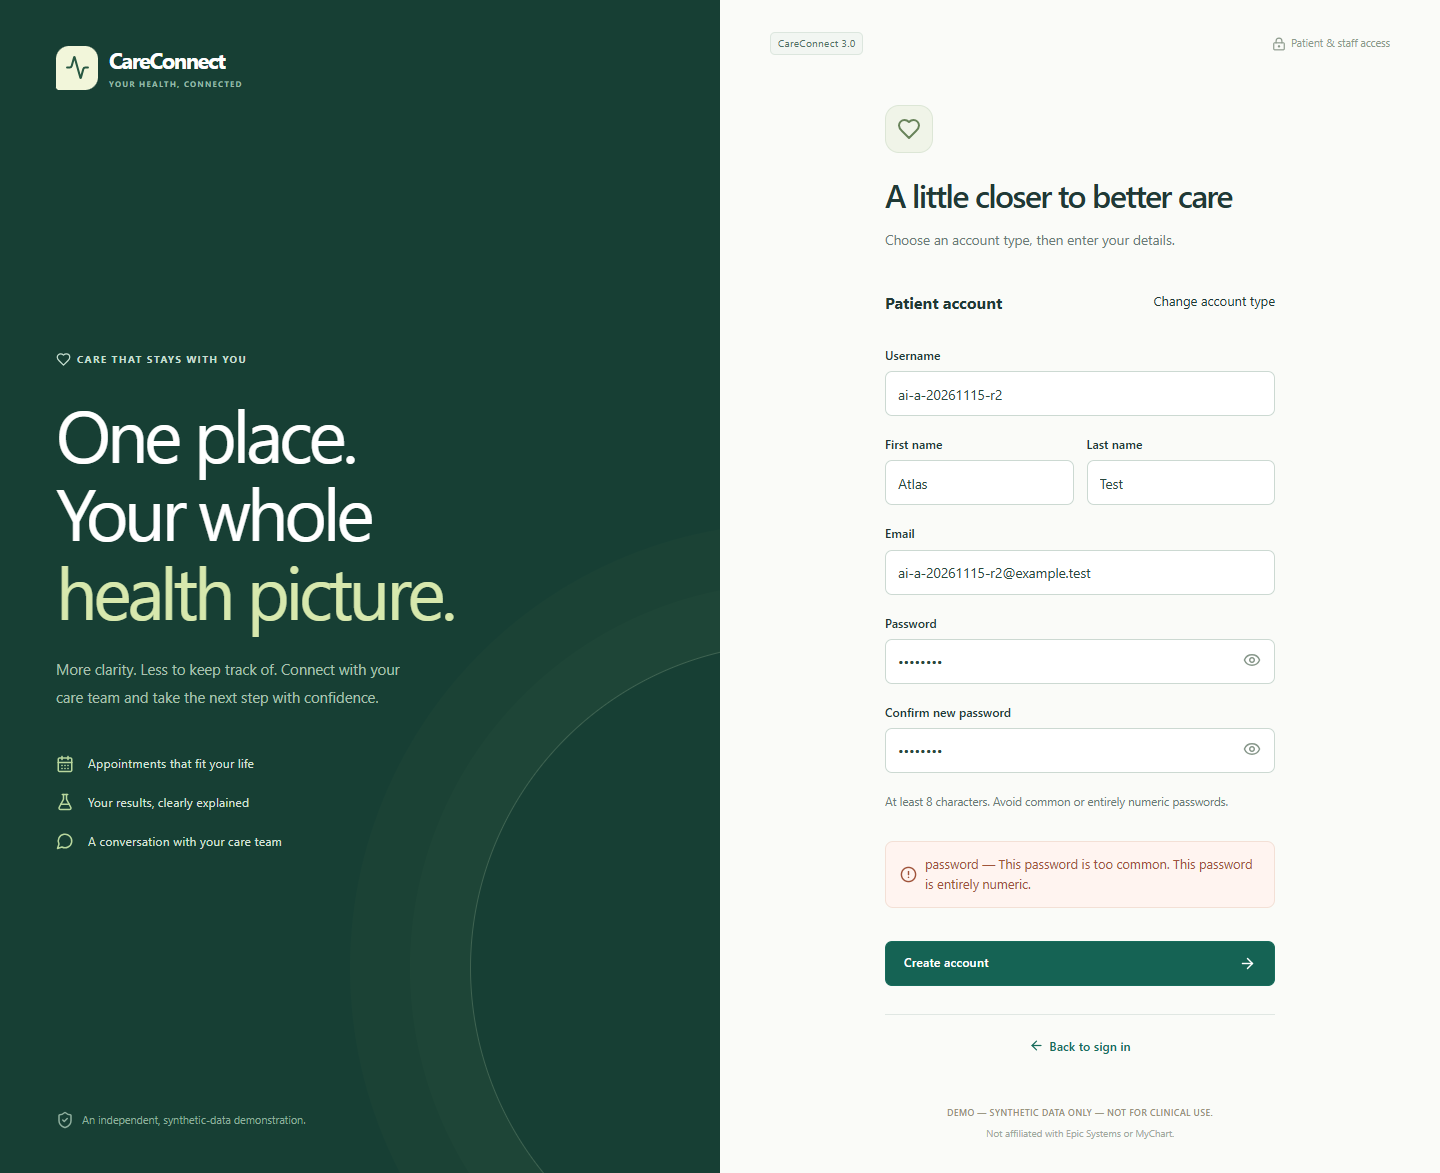 CareConnect
YOUR HEALTH, CONNECTED
CARE THAT STAYS WITH YOU
One place.
Your whole
health picture.
More clarity. Less to keep track of. Connect with your
care team and take the next step with confidence.
Appointments that fit your life
Your results, clearly explained
A conversation with your care team
An independent, synthetic-data demonstration.
CareConnect 3.0
Patient & staff access
A little closer to better care
Choose an account type, then enter your details.
Patient account
Change account type
Username
ai-a-20261115-r2
First name
Last name
Atlas
Test
Email
ai-a-20261115-r2@example.test
Password
••••••••
Confirm new password
••••••••
At least 8 characters. Avoid common or entirely numeric passwords.
password — This password is too common. This password
is entirely numeric.
Create account
Back to sign in
DEMO — SYNTHETIC DATA ONLY — NOT FOR CLINICAL USE.
Not affiliated with Epic Systems or MyChart.